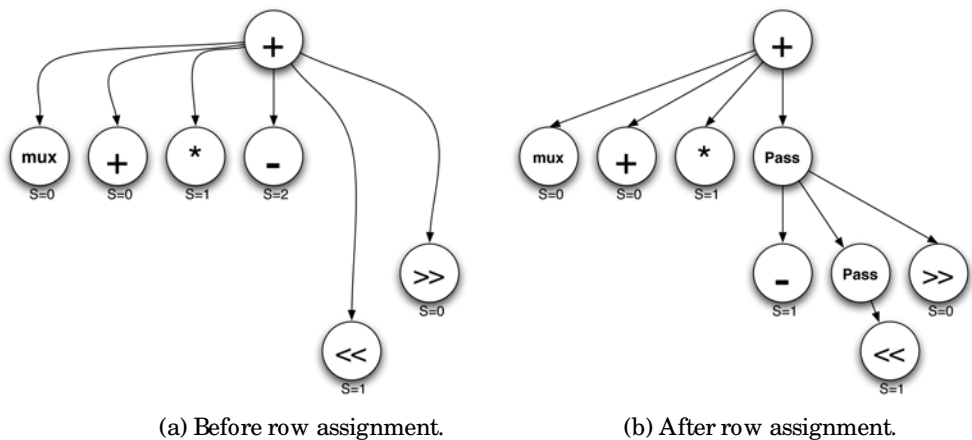 + +
mux + * - mux + * Pass
S=0 S=0 S=1 S=2 S=0 S=0 S=1
>> - Pass >>
S=0 S=1 S=0
<< <<
S=1 S=1
(a) Before row assignment. (b) After row assignment.